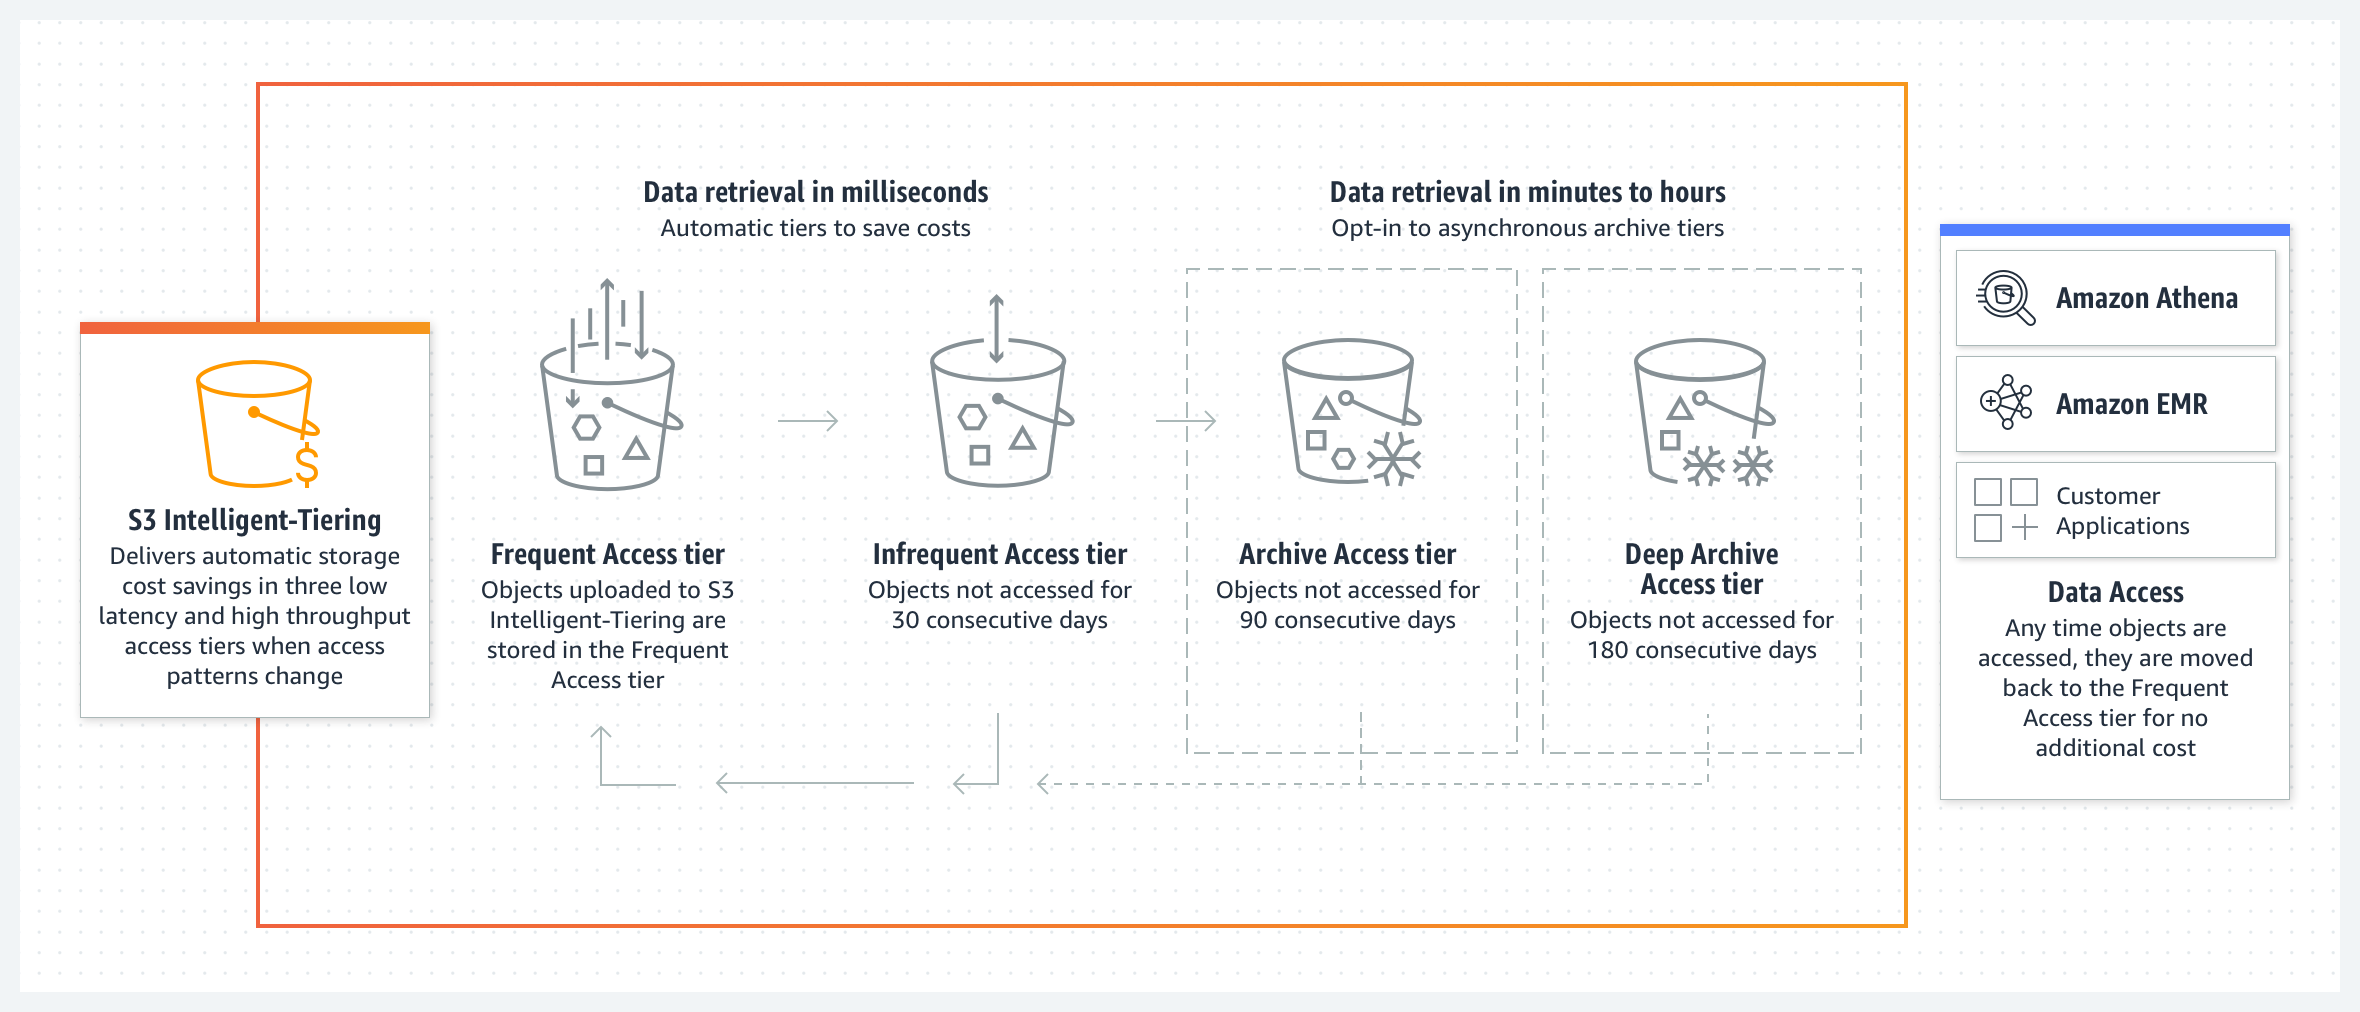 S3 Intelligent-Tiering
Delivers automatic storage
cost savings in three low
latency and high throughput
access tiers when access
patterns change
Data retrieval in milliseconds
Automatic tiers to save costs
Frequent Access tier
Objects uploaded to S3
Intelligent-Tiering are
stored in the Frequent
Access tier
Infrequent Access tier
Objects not accessed for
30 consecutive days
Data retrieval in minutes to hours
Opt-in to asynchronous archive tiers
Archive Access tier
Objects not accessed for
90 consecutive days
Deep Archive
Access tier
Objects not accessed for
180 consecutive days
Amazon Athena
Amazon EMR
Customer
Applications
Data Access
Any time objects are
accessed, they are moved
back to the Frequent
Access tier for no
additional cost